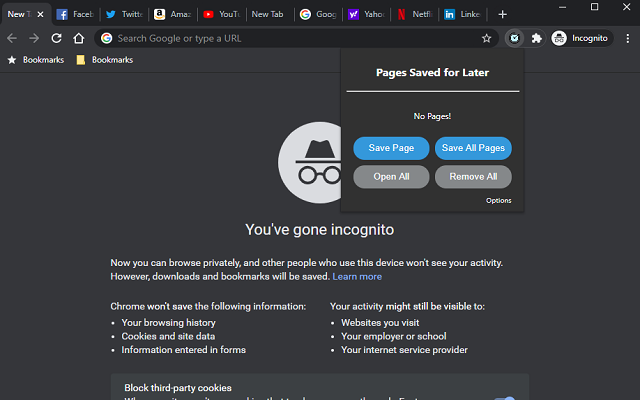 New T
Faceb
Twitte
Amaz
YouTu
New Tab
Goog
Yahoo
Netfl
Linke
Search Google or type a URL
Incognito
Bookmarks
Bookmarks
Pages Saved for Later
No Pages!
Save Page
Save All Pages
Open All
Remove All
Options
You've gone incognito
Now you can browse privately, and other people who use this device won't see your activity.
However, downloads and bookmarks will be saved. Learn more
Chrome won't save the following information:
• Your browsing history
• Cookies and site data
• Information entered in forms
Your activity might still be visible to:
• Websites you visit
• Your employer or school
• Your internet service provider
Block third-party cookies